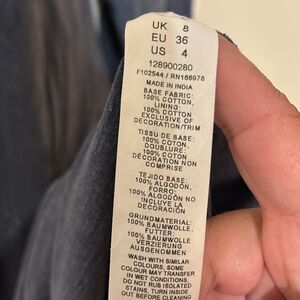 UK 8
EU 36
US 4
128900280
F102544 / RN166978
MADE IN INDIA
BASE FABRIC:
100% COTTON,
LINING:
100% COTTON
EXCLUSIVE OF
DECORATION/TRIM
TISSU DE BASE:
100% COTTON,
DOUBLURE:
100% COTTON
DÉCORATION NON
COMPRISE
TEJIDO BASE:
100% ALGODÓN,
FORRO:
100% ALGODÓN NO
INCLUYE LA
DECORACIÓN
GRUNDMATERIAL:
100% BAUMWOLLE,
FUTTER:
100% BAUMWOLLE
VERZIERUNG
AUSGENOMMEN
WASH WITH SIMILAR
COLOURS, SOME
COLOUR MAY TRANSFER
IN WET CONDITIONS,
DO NOT RUB ISOLATED
STAINS, TURN INSIDE
OUT BEFORE CLEANING